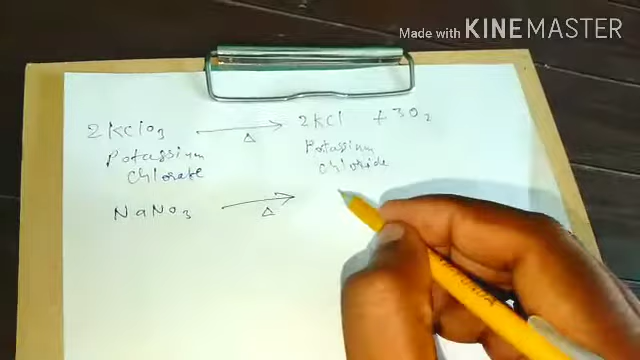 Made with KINEMASTER
2KClO3 → 2KCl + 3O2
Δ
Potassium Potassium
Chlorate Chloride
NaNO3 →
Δ